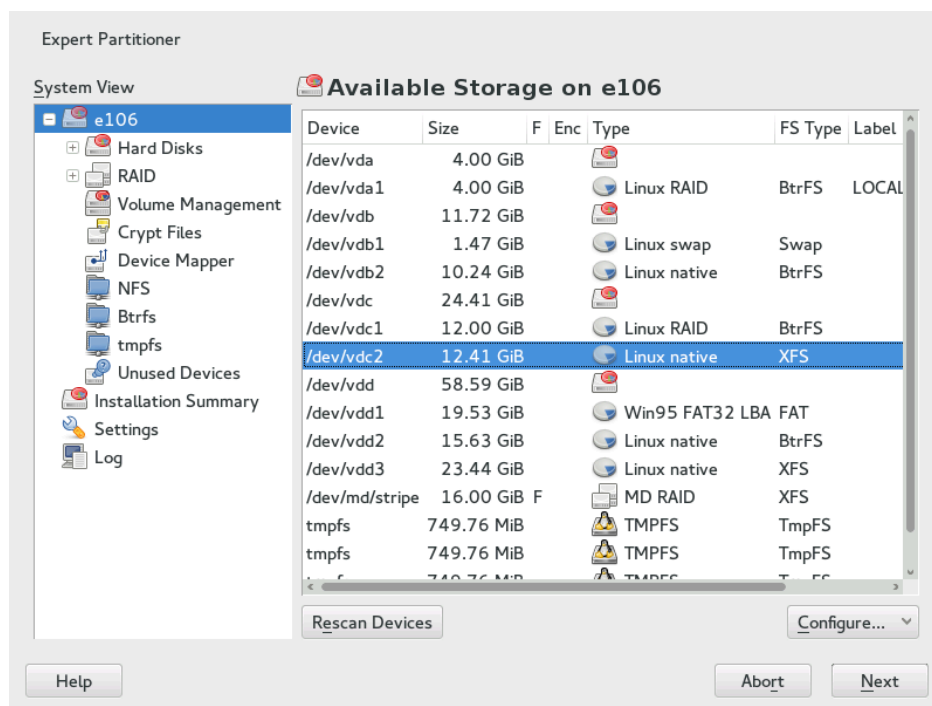 Expert Partitioner
System View
e106
Hard Disks
RAID
Volume Management
Crypt Files
Device Mapper
NFS
Btrfs
tmpfs
Unused Devices
Installation Summary
Settings
Log
Available Storage on e106
Device Size F Enc Type FS Type Label
/dev/vda 4.00 GiB
/dev/vda1 4.00 GiB Linux RAID BtrFS LOCAL
/dev/vdb 11.72 GiB
/dev/vdb1 1.47 GiB Linux swap Swap
/dev/vdb2 10.24 GiB Linux native BtrFS
/dev/vdc 24.41 GiB
/dev/vdc1 12.00 GiB Linux RAID BtrFS
/dev/vdc2 12.41 GiB Linux native XFS
/dev/vdd 58.59 GiB
/dev/vdd1 19.53 GiB Win95 FAT32 LBA FAT
/dev/vdd2 15.63 GiB Linux native BtrFS
/dev/vdd3 23.44 GiB Linux native XFS
/dev/md/stripe 16.00 GiB F MD RAID XFS
tmpfs 749.76 MiB TMPFS TmpFS
tmpfs 749.76 MiB TMPFS TmpFS
Rescan Devices
Configure...
Help
Abort
Next